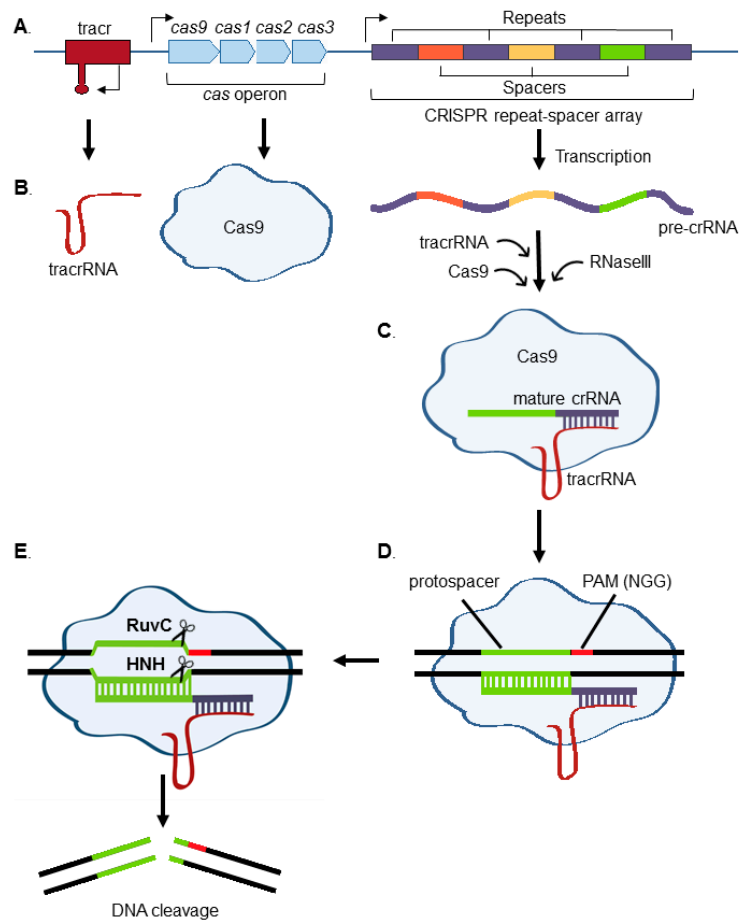 A.
tracr
cas9 cas1 cas2 cas3
Repeats
cas operon
Spacers
CRISPR repeat-spacer array
Transcription
B.
Cas9
tracrRNA
pre-crRNA
tracrRNA
Cas9
RNaseIII
C.
Cas9
mature crRNA
tracrRNA
E.
D.
protospacer
PAM (NGG)
RuvC
HNH
DNA cleavage